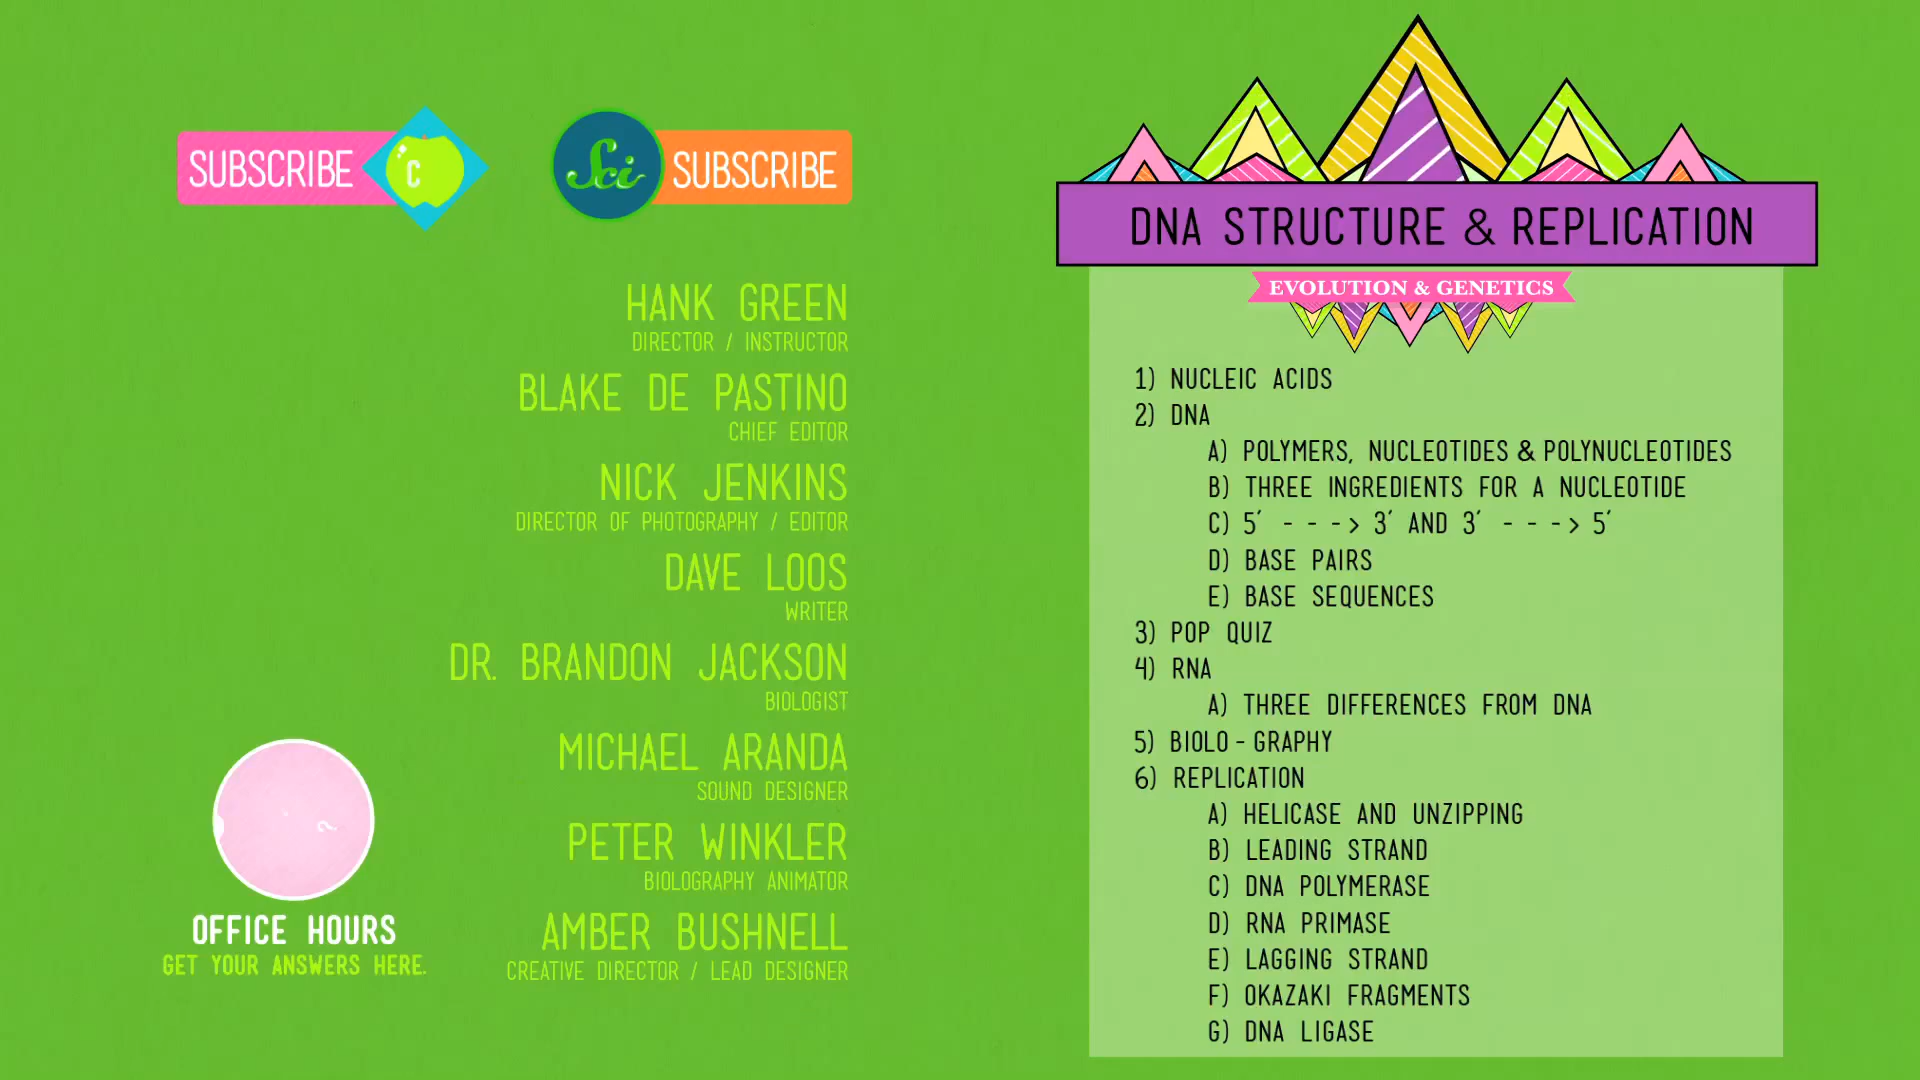 SUBSCRIBE C
Sci SUBSCRIBE
HANK GREEN
DIRECTOR / INSTRUCTOR
BLAKE DE PASTINO
CHIEF EDITOR
NICK JENKINS
DIRECTOR OF PHOTOGRAPHY / EDITOR
DAVE LOOS
WRITER
DR. BRANDON JACKSON
BIOLOGIST
MICHAEL ARANDA
SOUND DESIGNER
PETER WINKLER
BIOLOGRAPHY ANIMATOR
AMBER BUSHNELL
CREATIVE DIRECTOR / LEAD DESIGNER
?
OFFICE HOURS
GET YOUR ANSWERS HERE.
DNA STRUCTURE & REPLICATION
EVOLUTION & GENETICS
1) NUCLEIC ACIDS
2) DNA
A) POLYMERS, NUCLEOTIDES & POLYNUCLEOTIDES
B) THREE INGREDIENTS FOR A NUCLEOTIDE
C) 5′ - - -> 3′ AND 3′ - - -> 5′
D) BASE PAIRS
E) BASE SEQUENCES
3) POP QUIZ
4) RNA
A) THREE DIFFERENCES FROM DNA
5) BIOLO - GRAPHY
6) REPLICATION
A) HELICASE AND UNZIPPING
B) LEADING STRAND
C) DNA POLYMERASE
D) RNA PRIMASE
E) LAGGING STRAND
F) OKAZAKI FRAGMENTS
G) DNA LIGASE